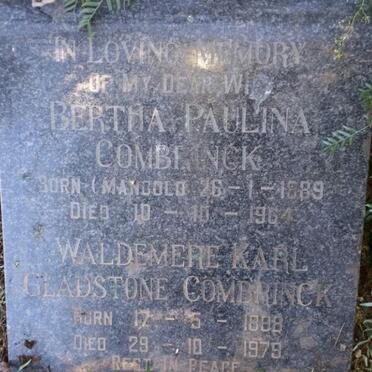 IN LOVING MEMORY
OF MY DEAR WIFE
BERTHA PAULINA
COMBRINCK
BORN (MANGOLD) 26 - 1 - 1889
DIED 10 - 10 - 1964
WALDEMERE KARL
GLADSTONE COMBRINCK
BORN 17 - 5 - 1888
DIED 29 - 10 - 1979
REST IN PEACE